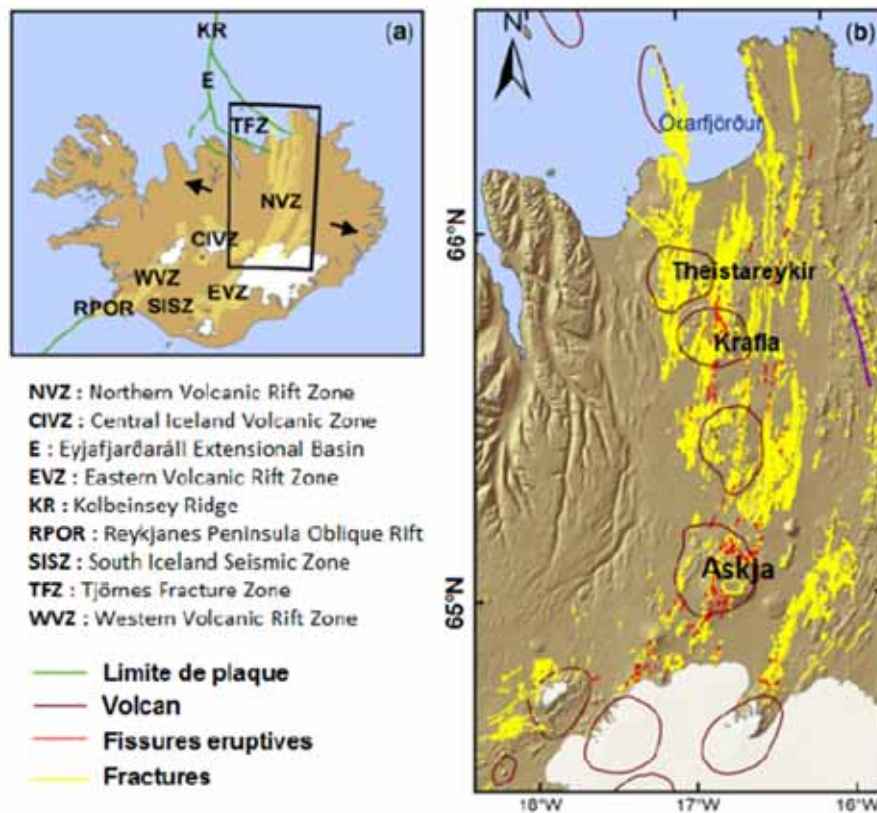 KR
(a)
E
TFZ
NVZ
CIVZ
WVZ
EVZ
RPOR
SISZ
NVZ : Northern Volcanic Rift Zone
CIVZ : Central Iceland Volcanic Zone
E : Eyjafjarðaráll Extensional Basin
EVZ : Eastern Volcanic Rift Zone
KR : Kolbeinsey Ridge
RPOR : Reykjanes Peninsula Oblique Rift
SISZ : South Iceland Seismic Zone
TFZ : Tjörnes Fracture Zone
WVZ : Western Volcanic Rift Zone
Limite de plaque
Volcan
Fissures eruptives
Fractures
N
(b)
Öxarfjörður
66°N
Theistareykir
Krafla
Askja
65°N
18°W
17°W
16°W